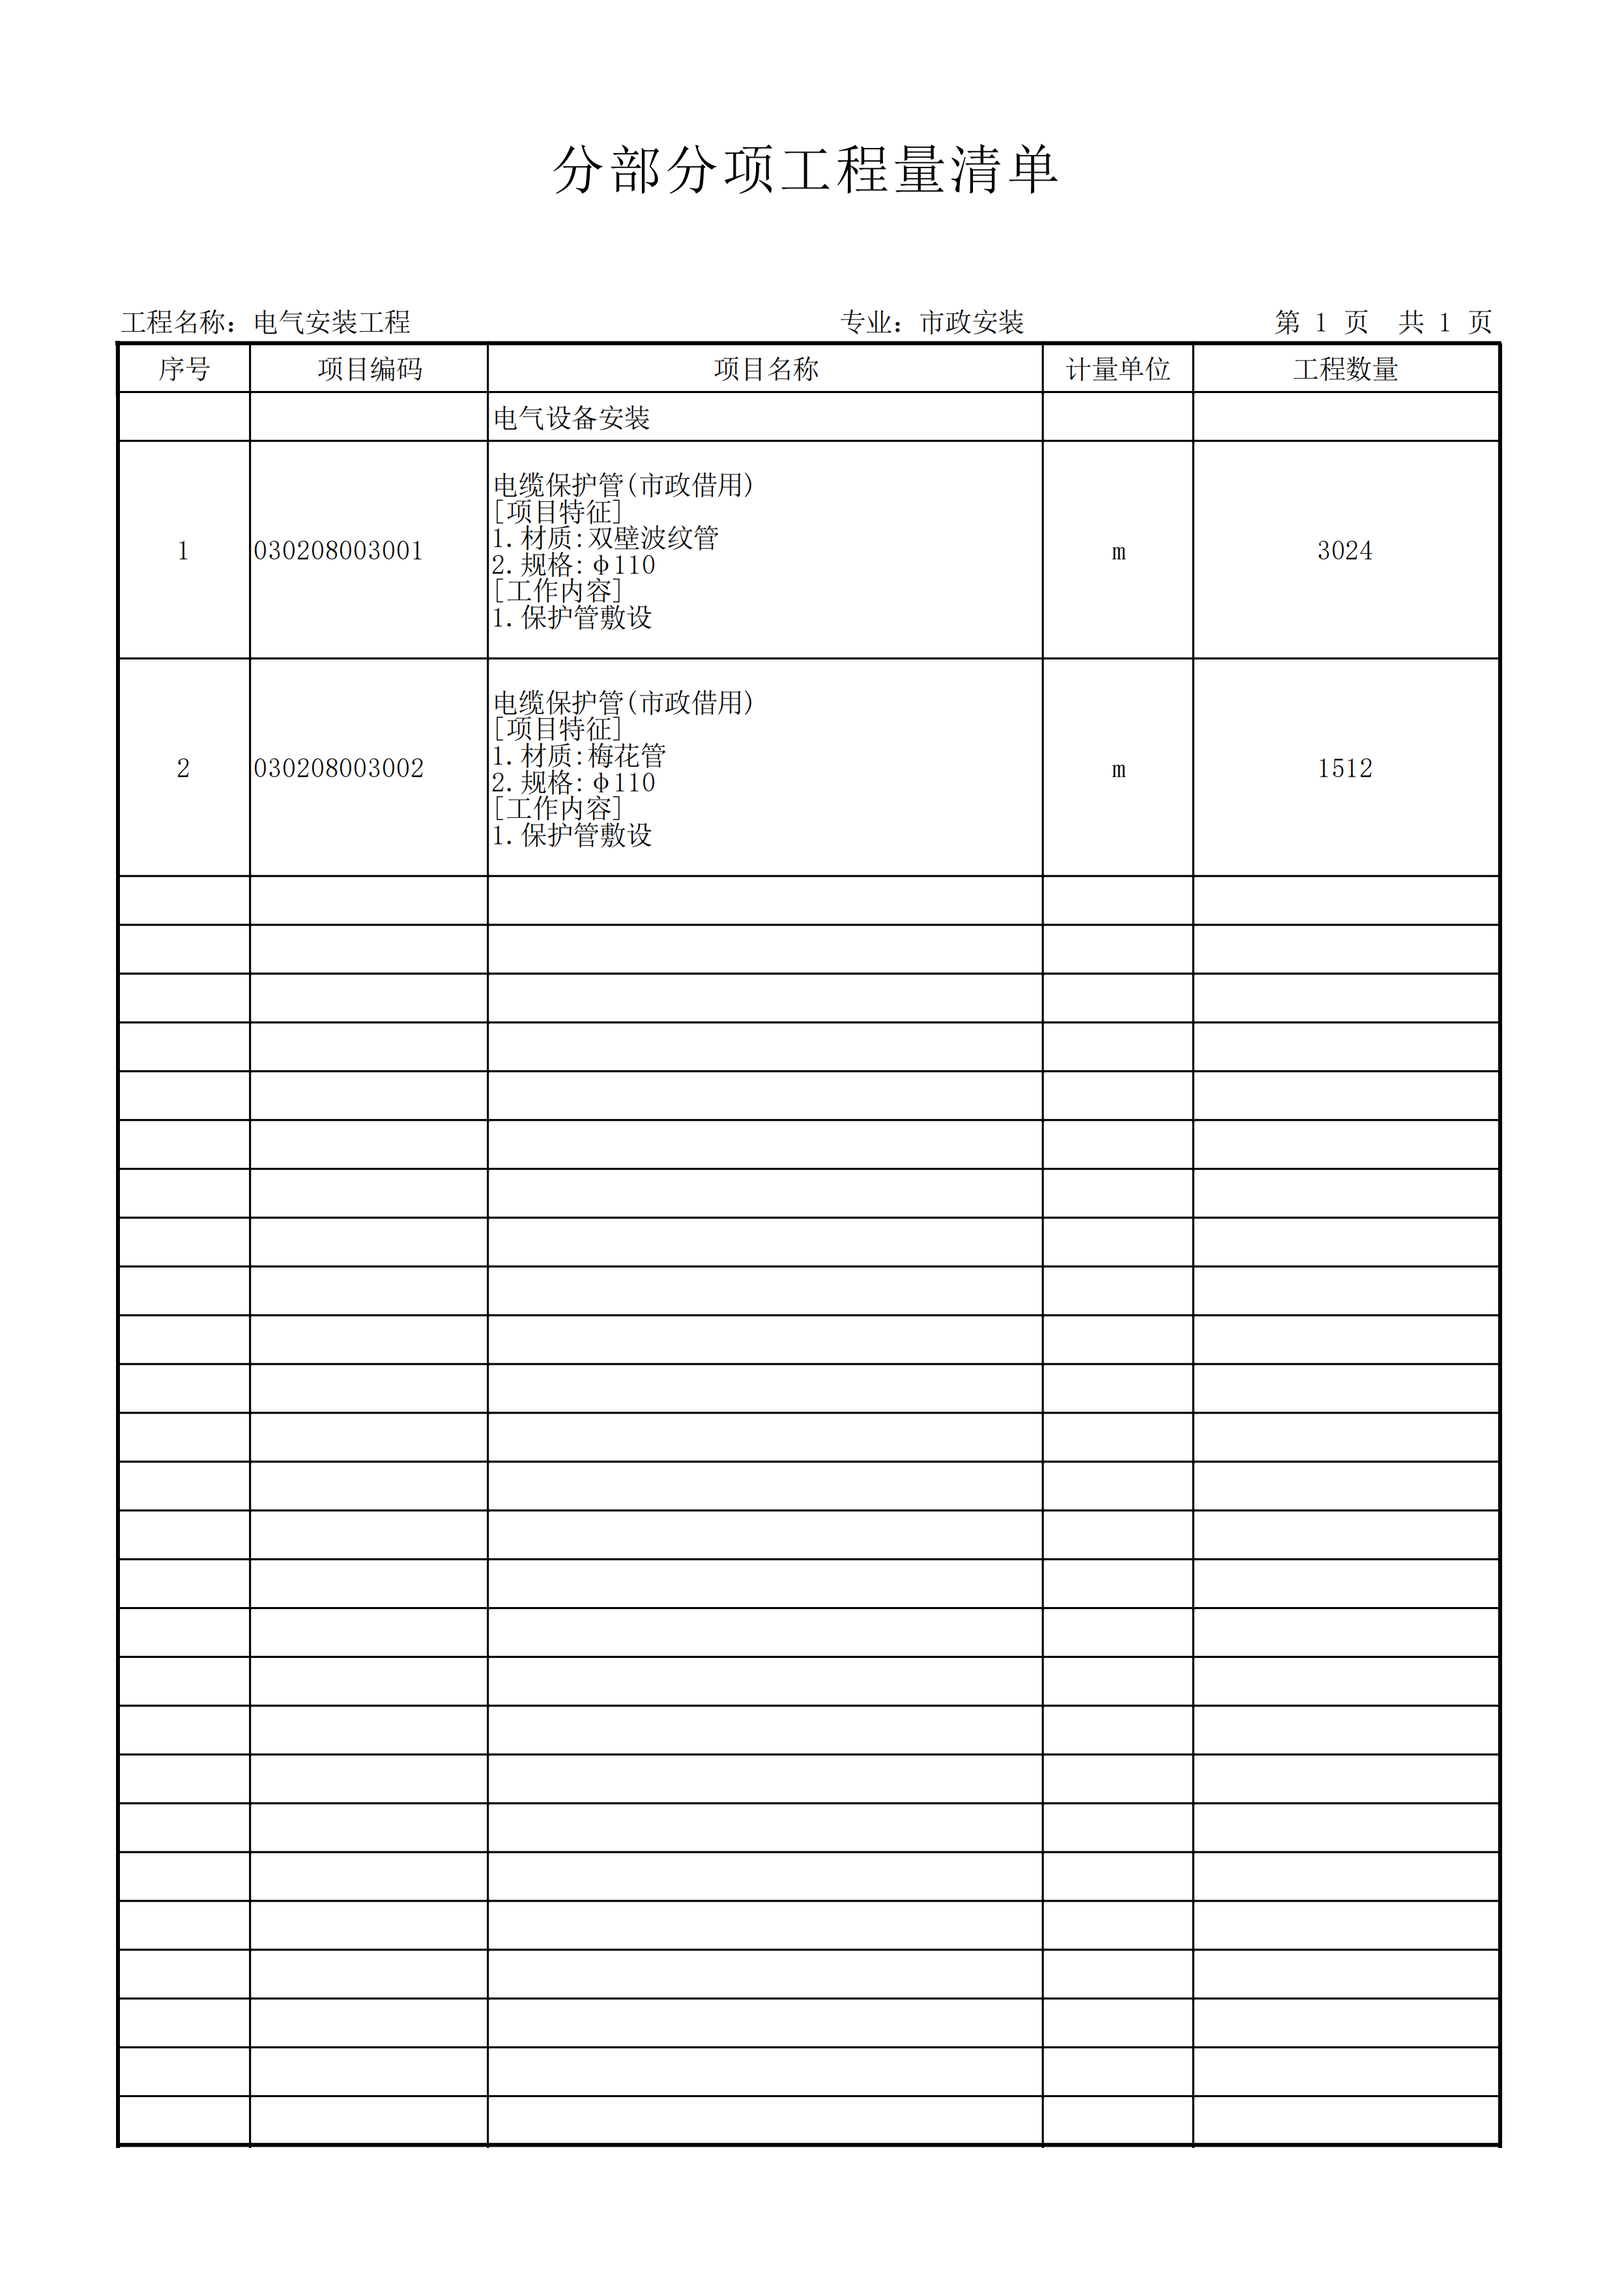 分部分项工程量清单
工程名称：电气安装工程 专业：市政安装 第 1 页 共 1 页
序号 项目编码 项目名称 计量单位 工程数量
电气设备安装
1 030208003001 电缆保护管(市政借用)
[项目特征]
1.材质:双壁波纹管
2.规格:φ110
[工作内容]
1.保护管敷设
m 3024
2 030208003002 电缆保护管(市政借用)
[项目特征]
1.材质:梅花管
2.规格:φ110
[工作内容]
1.保护管敷设
m 1512